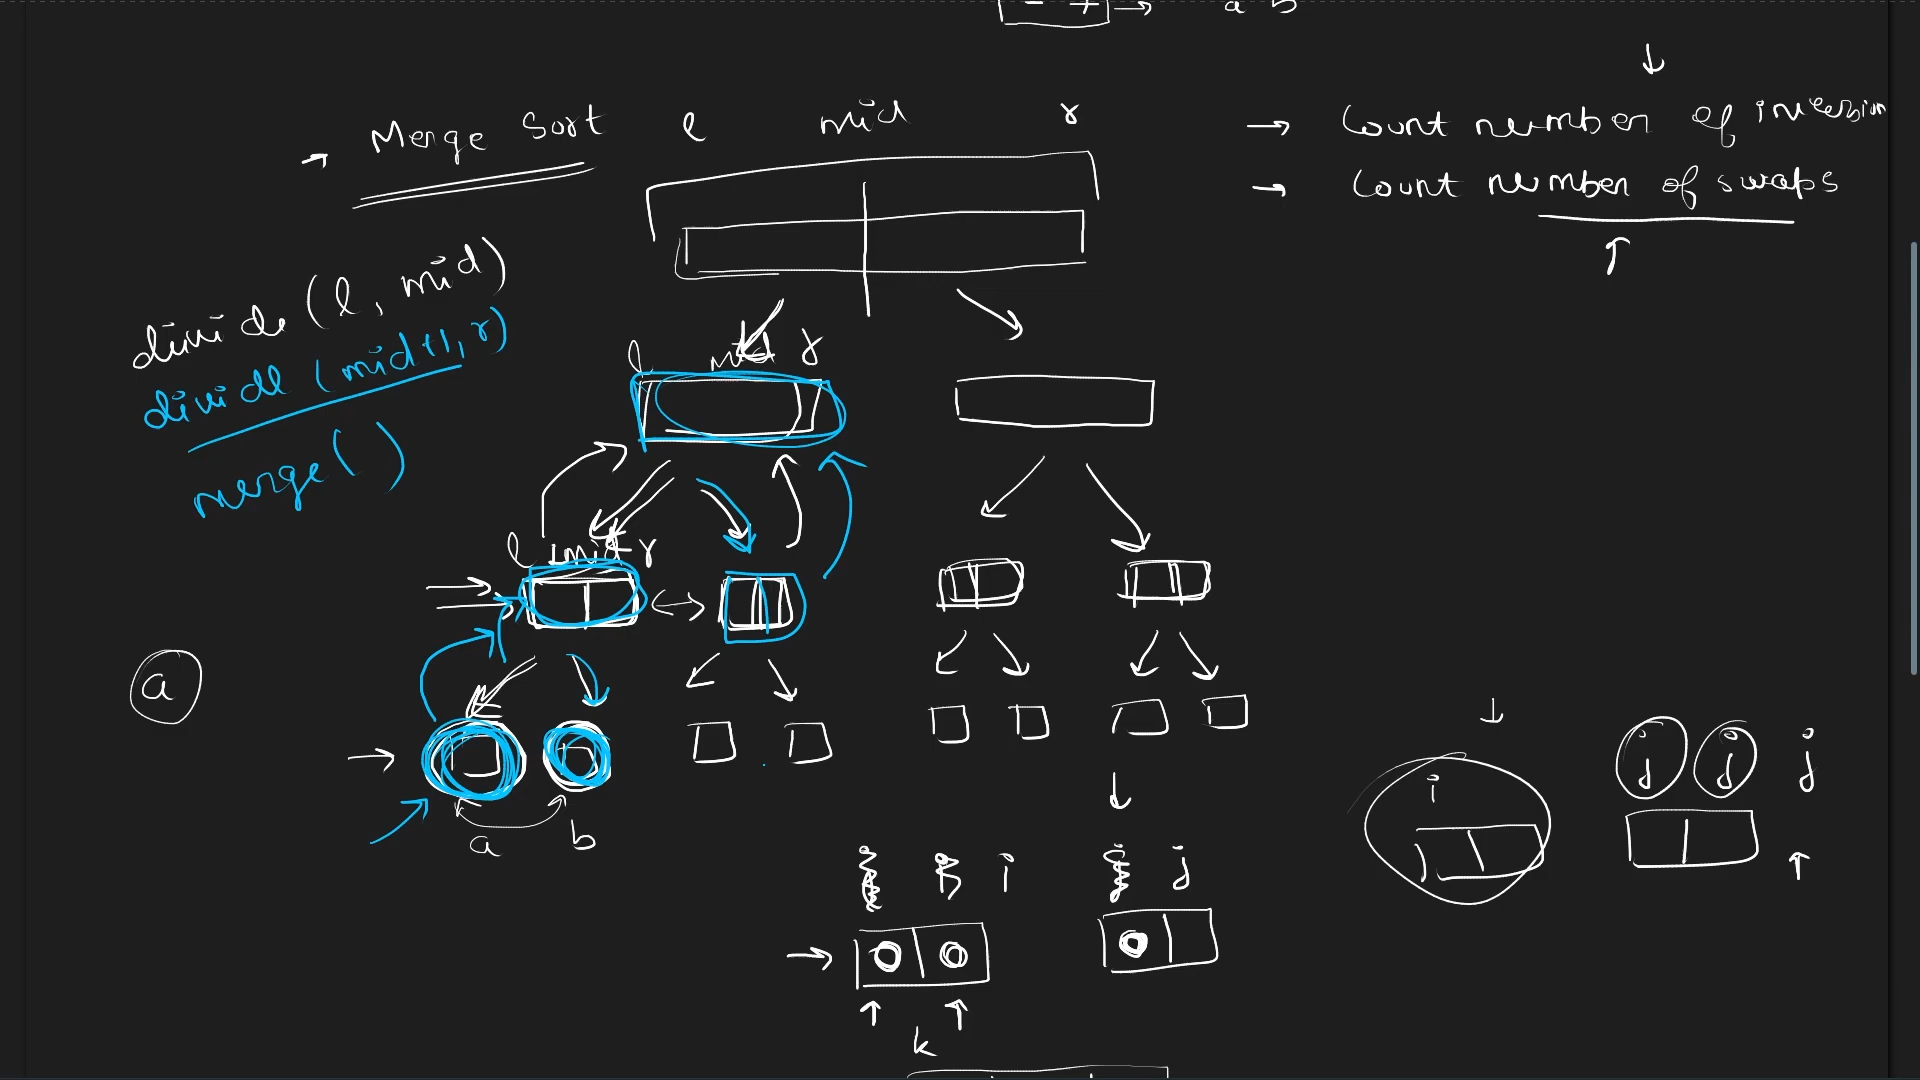 - + → a b
→ Merge Sort l mid r
→ Count number of inversion
→ Count number of swaps
divide (l, mid)
divide (mid+1, r)
merge ( )
l mid r
l mid r
a
a b
i j
k
i j j j